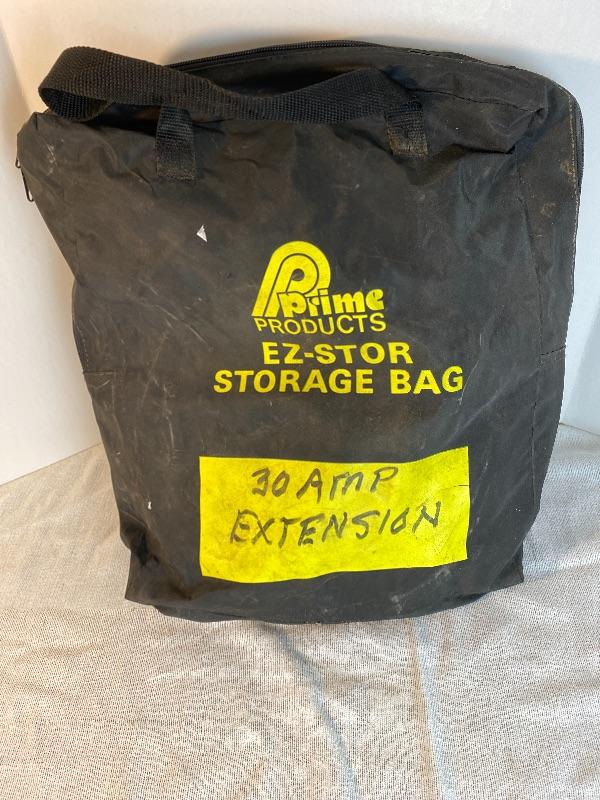 Prime
PRODUCTS
EZ-STOR
STORAGE BAG
30 AMP
EXTENSION